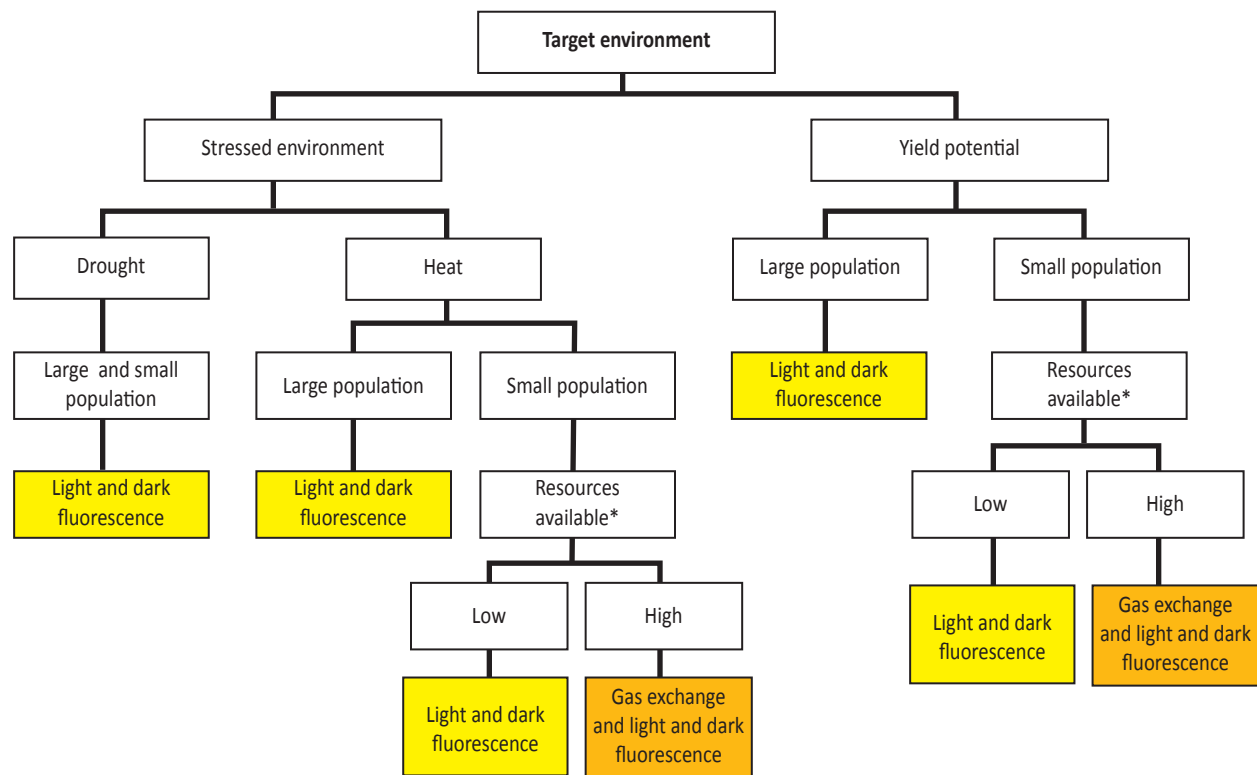 Target environment
Stressed environment
Yield potential
Drought
Heat
Large population
Small population
Large and small
population
Large population
Small population
Light and dark
fluorescence
Resources
available*
Light and dark
fluorescence
Light and dark
fluorescence
Resources
available*
Low
High
Low
High
Light and dark
fluorescence
Gas exchange
and light and dark
fluorescence
Light and dark
fluorescence
Gas exchange
and light and dark
fluorescence